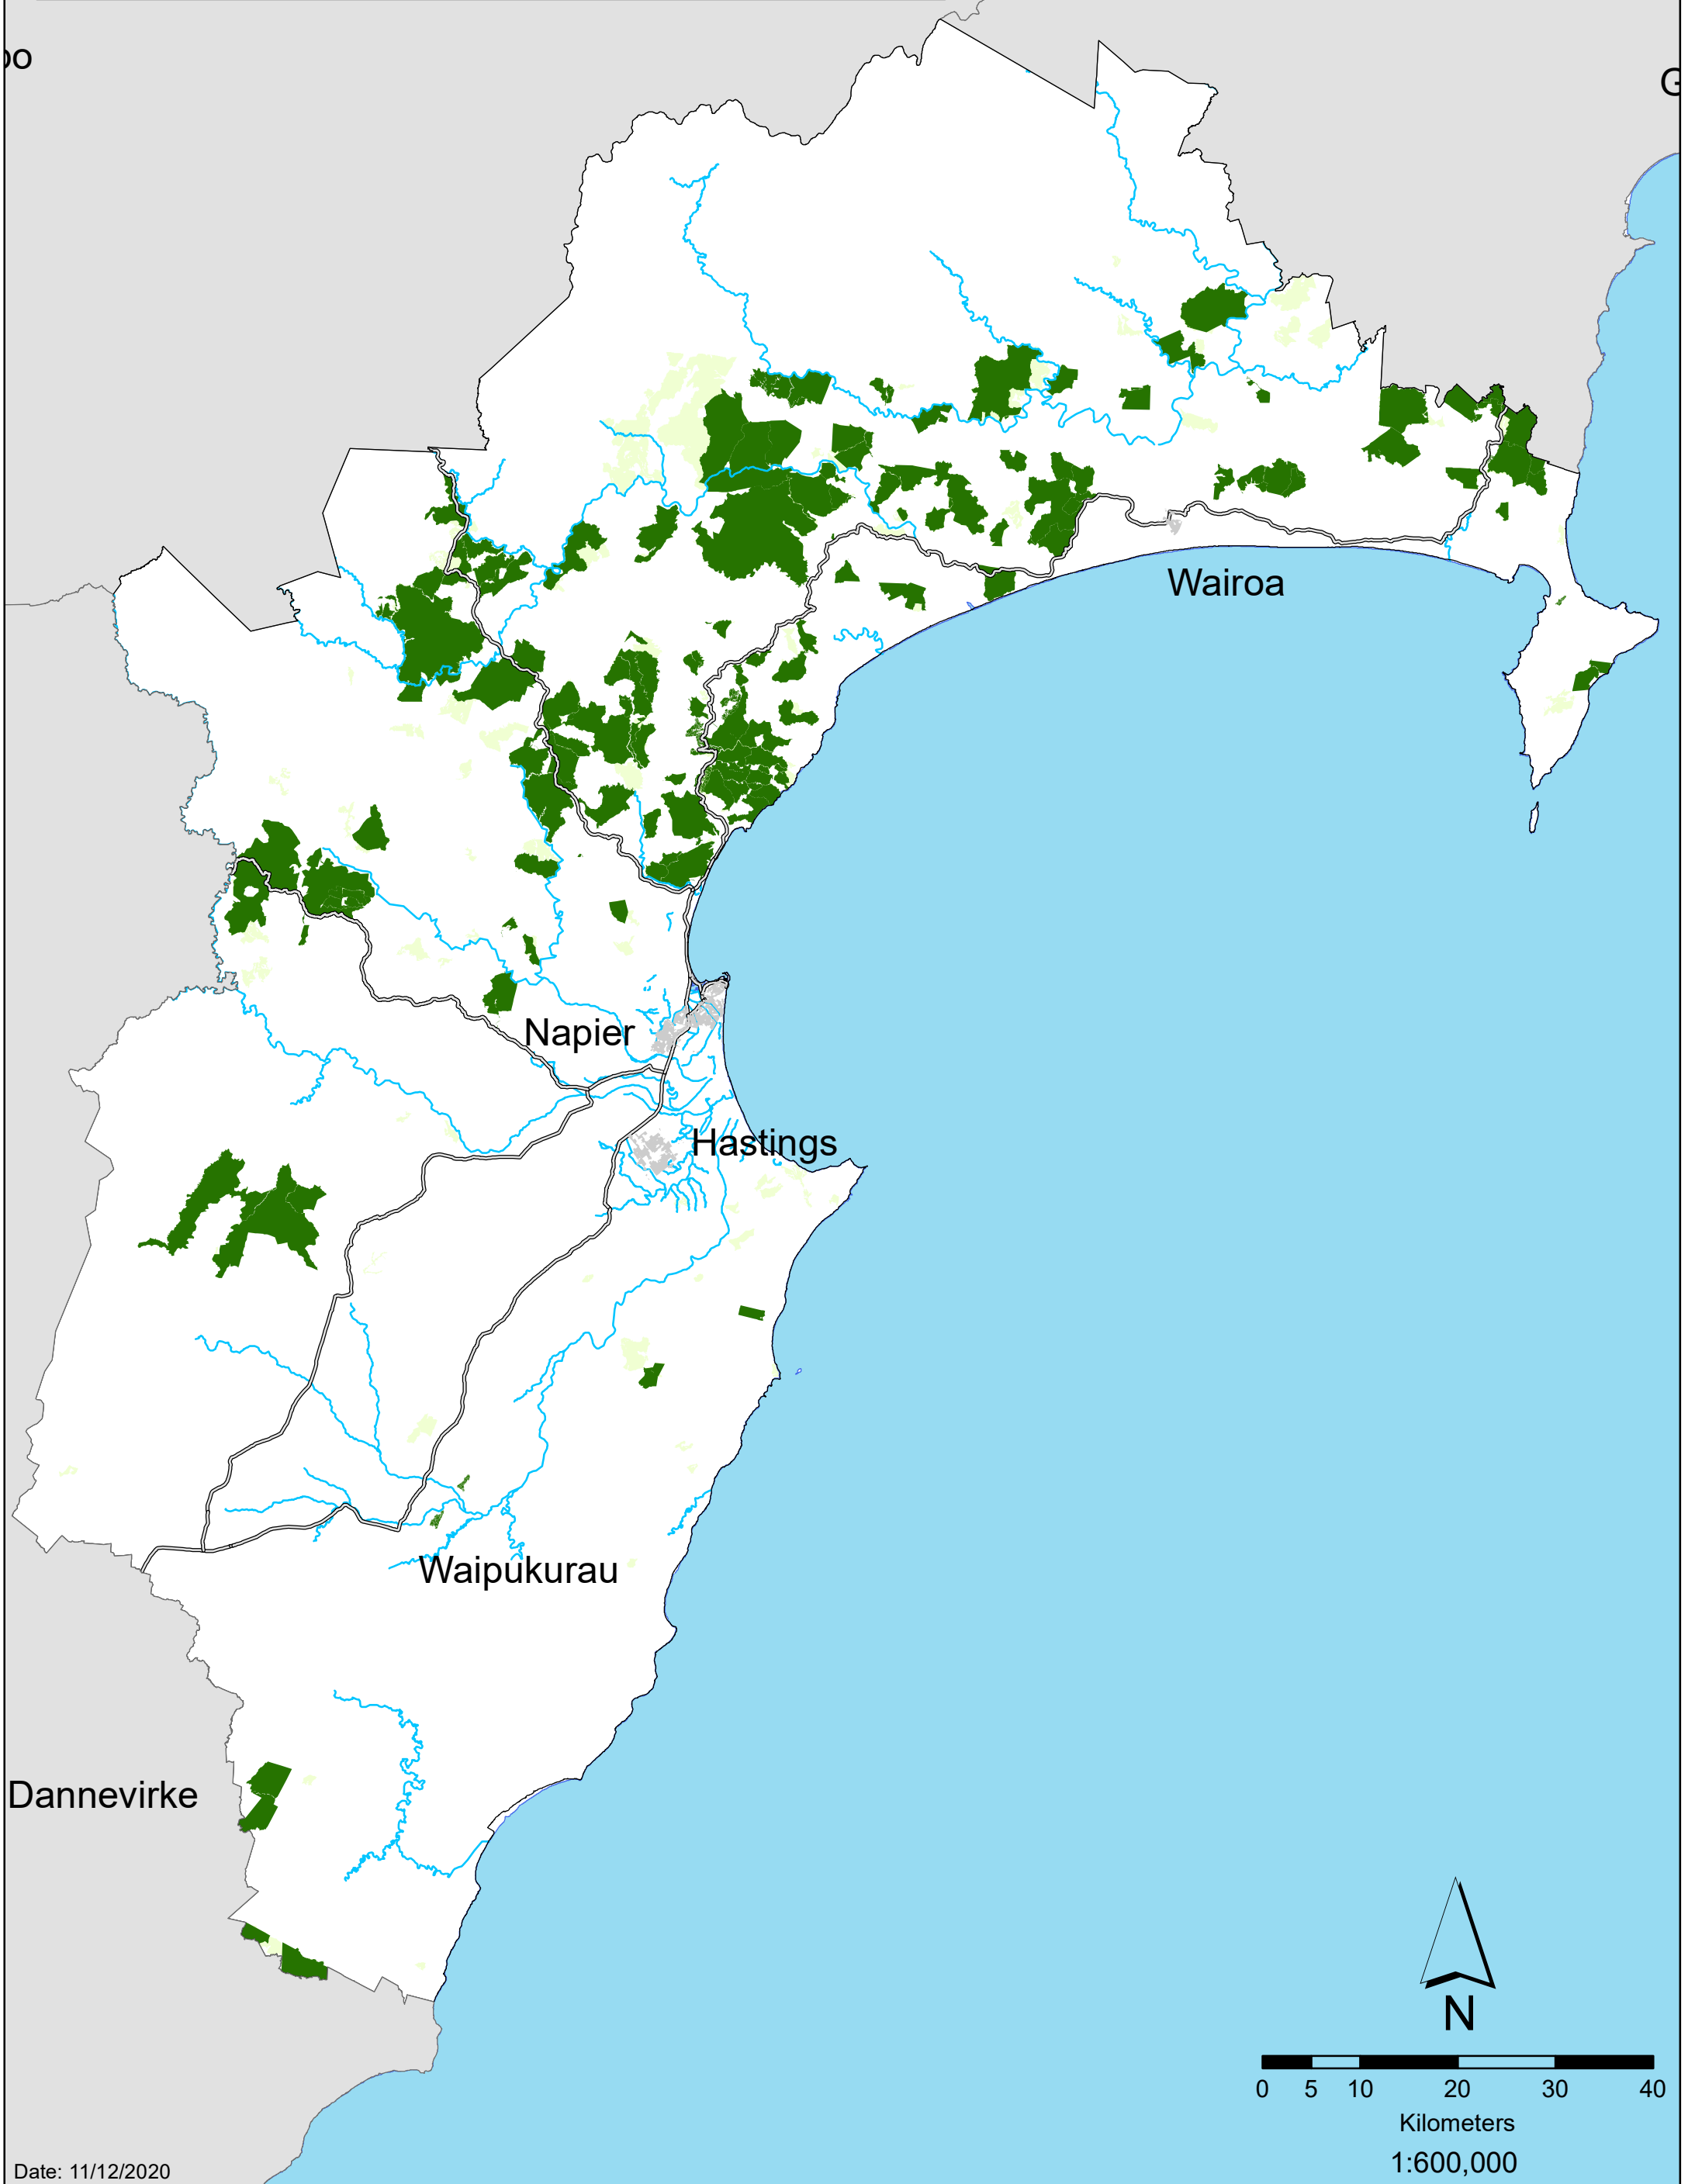 po
G
Wairoa
Napier
Hastings
Waipukurau
Dannevirke
N
0 5 10 20 30 40
Kilometers
1:600,000
Date: 11/12/2020